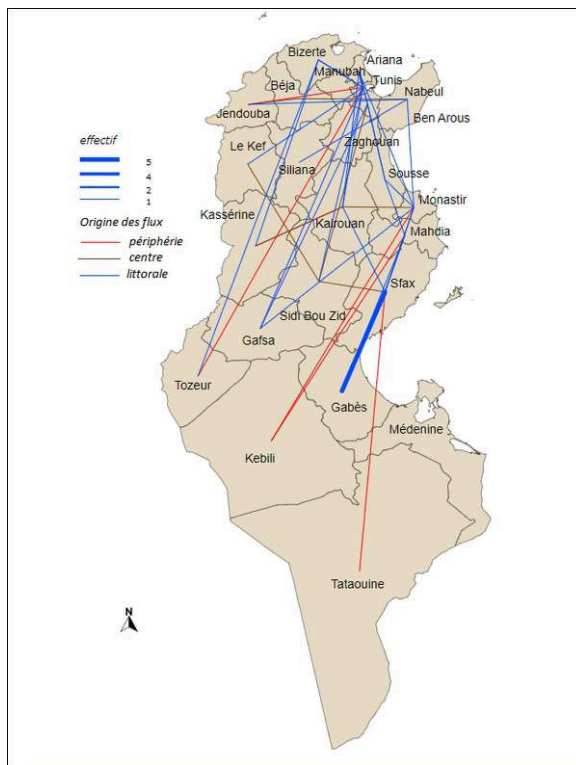 Bizerte
Ariana
Manubah
Tunis
Béja
Nabeul
Jendouba
Ben Arous
effectif
Le Kef
Zaghouan
5
Siliana
4
Sousse
2
1
Monastir
Kassérine
Origine des flux
Kairouan
périphérie
Mahdia
centre
littorale
Sfax
Sidi Bou Zid
Gafsa
Tozeur
Gabès
Médenine
Kebili
Tataouine
N